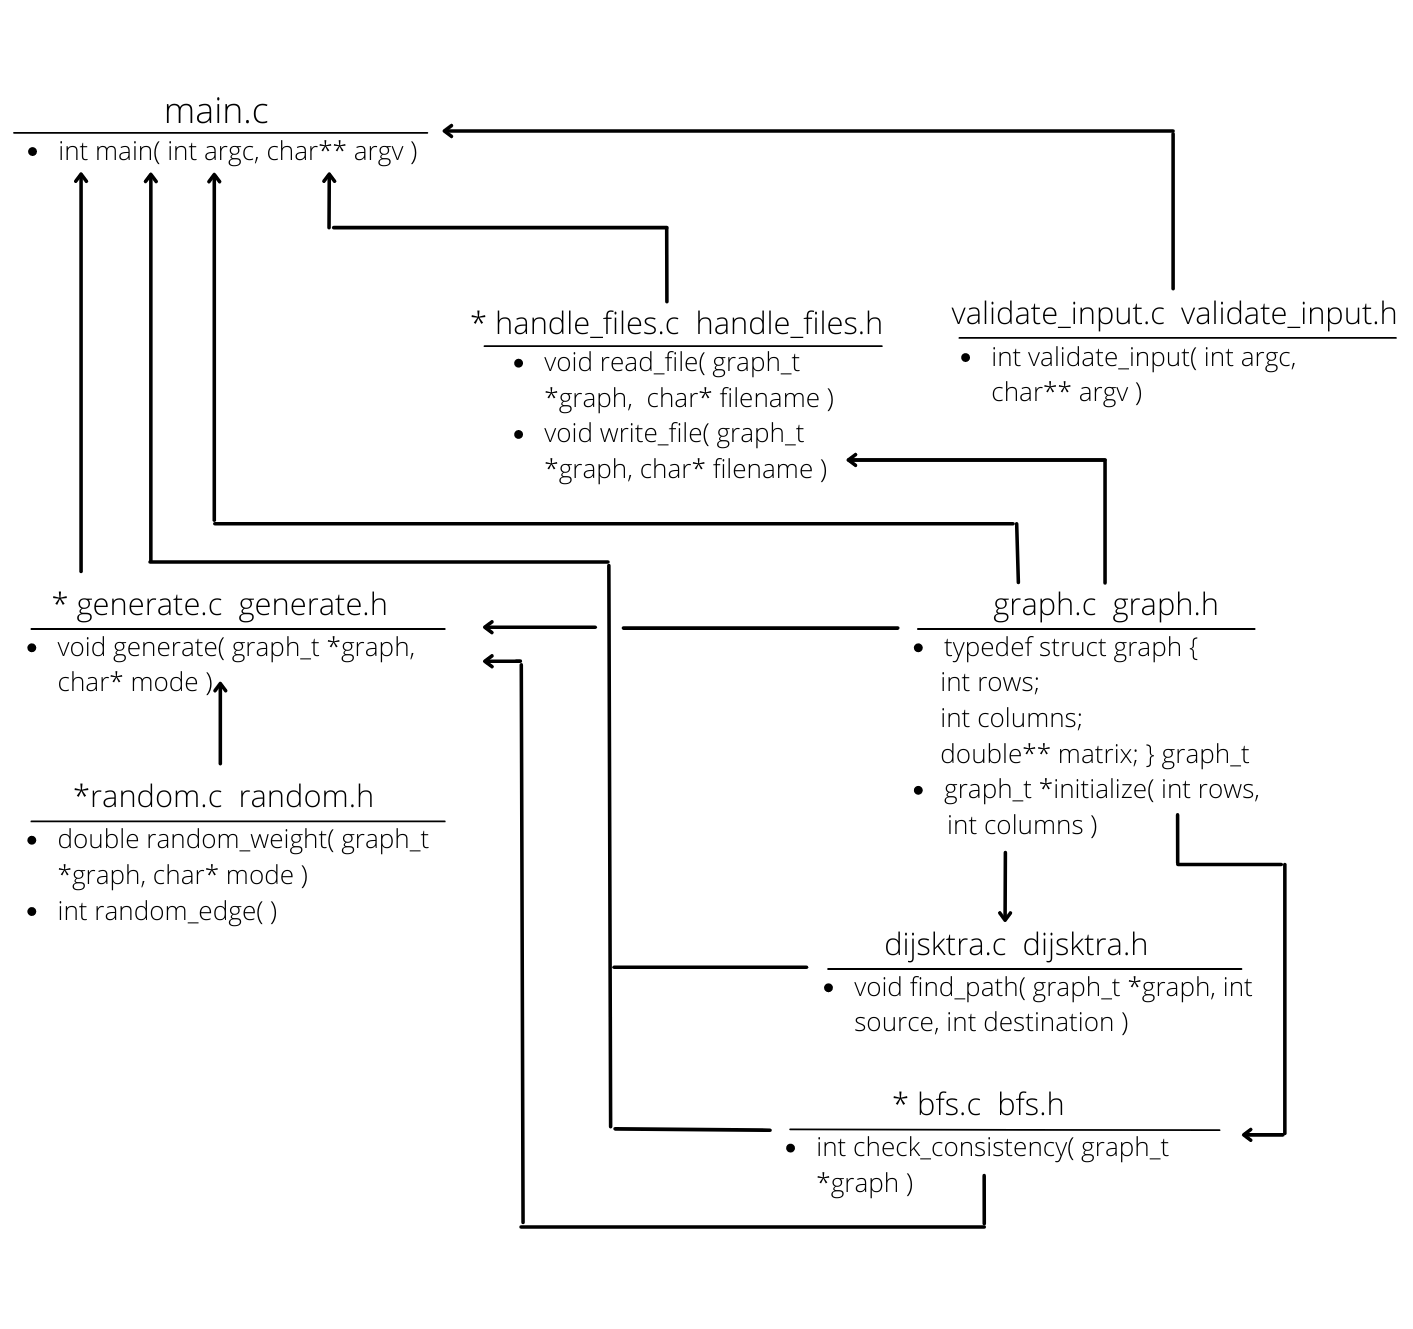 main.c
• int main( int argc, char** argv )
* handle_files.c handle_files.h
• void read_file( graph_t
*graph, char* filename )
• void write_file( graph_t
*graph, char* filename )
validate_input.c validate_input.h
• int validate_input( int argc,
char** argv )
* generate.c generate.h
• void generate( graph_t *graph,
char* mode )
graph.c graph.h
• typedef struct graph {
int rows;
int columns;
double** matrix; } graph_t
• graph_t *initialize( int rows,
int columns )
*random.c random.h
• double random_weight( graph_t
*graph, char* mode )
• int random_edge( )
dijsktra.c dijsktra.h
• void find_path( graph_t *graph, int
source, int destination )
* bfs.c bfs.h
• int check_consistency( graph_t
*graph )